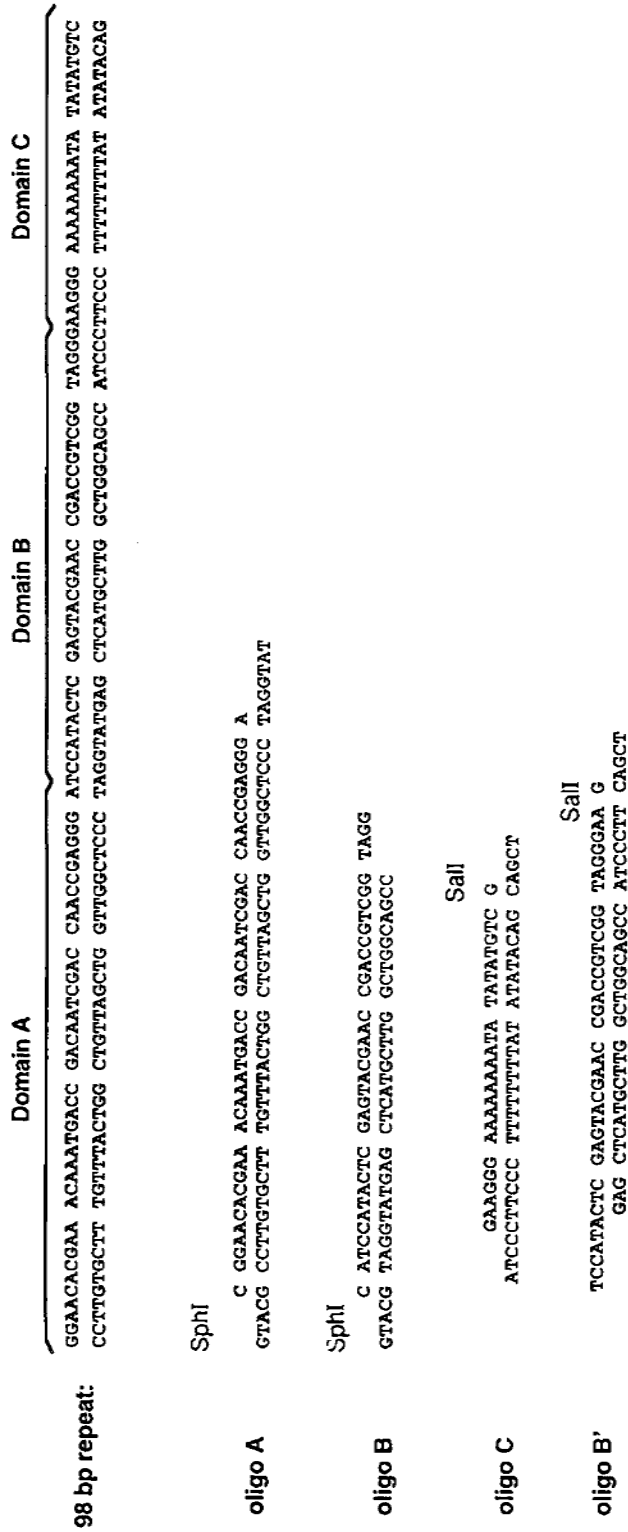 Domain A Domain B Domain C
98 bp repeat: GGAACACGAA ACAAATGACC GACAATCGAC CAACCGAGGG ATCCATACTC GAGTACGAAC CGACCGTCGG TAGGGAAGGG AAAAAAAATA TATATGTC
CCTTGTGCTT TGTTTACTGG CTGTTAGCTG GTTGGCTCCC TAGGTATGAG CTCATGCTTG GCTGGCAGCC ATCCCTTCCC TTTTTTTTAT ATATACAG
SphI
oligo A C GGAACACGAA ACAAATGACC GACAATCGAC CAACCGAGGG A
GTACG CCTTGTGCTT TGTTTACTGG CTGTTAGCTG GTTGGCTCCC TAGGTAT
SphI
oligo B C ATCCATACTC GAGTACGAAC CGACCGTCGG TAGG
GTACG TAGGTATGAG CTCATGCTTG GCTGGCAGCC
SalI
oligo C GAAGGG AAAAAAAATA TATATGTC G
ATCCCTTCCC TTTTTTTTAT ATATACAG CAGCT
SalI
oligo B' TCCATACTC GAGTACGAAC CGACCGTCGG TAGGGAA G
GAG CTCATGCTTG GCTGGCAGCC ATCCCTT CAGCT